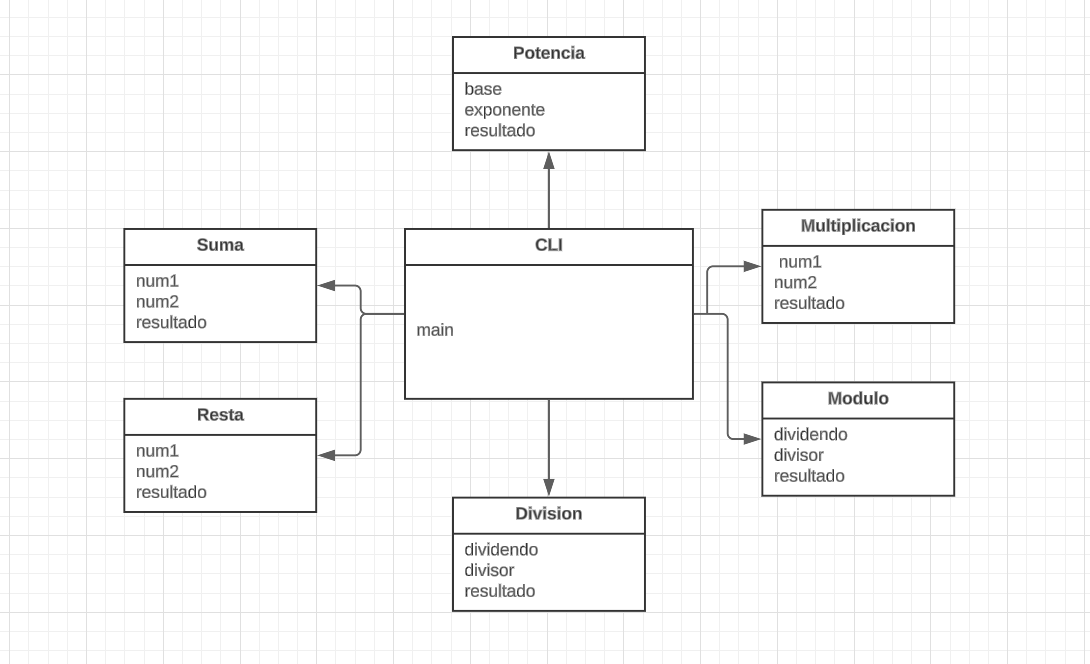 Potencia
base
exponente
resultado
Suma
num1
num2
resultado
CLI
main
Multiplicacion
num1
num2
resultado
Resta
num1
num2
resultado
Modulo
dividendo
divisor
resultado
Division
dividendo
divisor
resultado